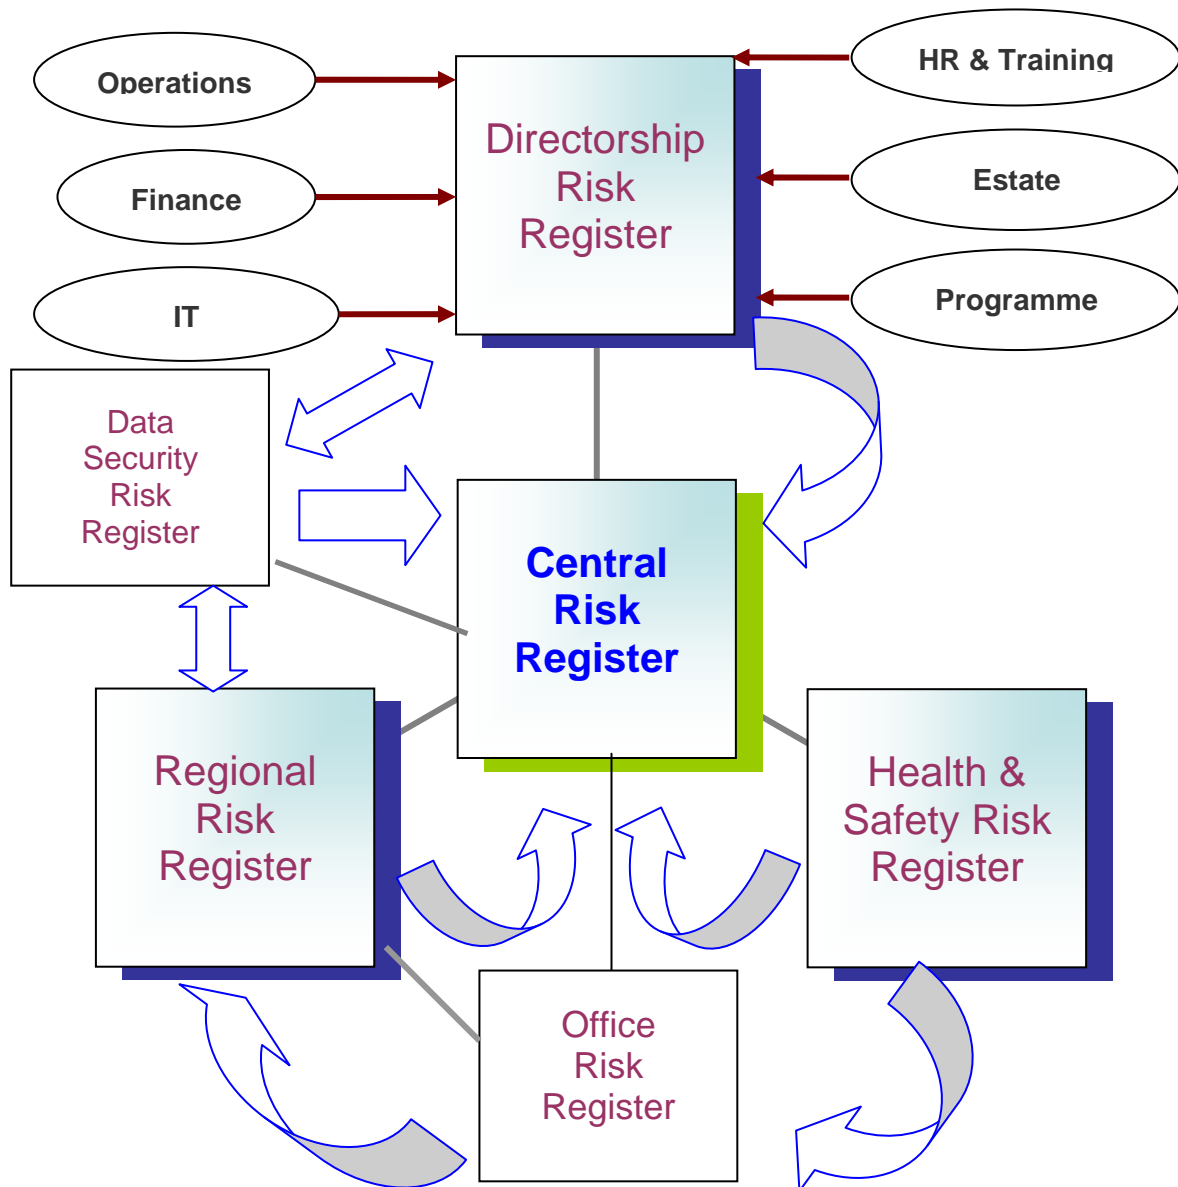 Operations
HR & Training
Directorship
Risk
Register
Finance
Estate
IT
Programme
Data
Security
Risk
Register
Central
Risk
Register
Regional
Risk
Register
Health &
Safety Risk
Register
Office
Risk
Register